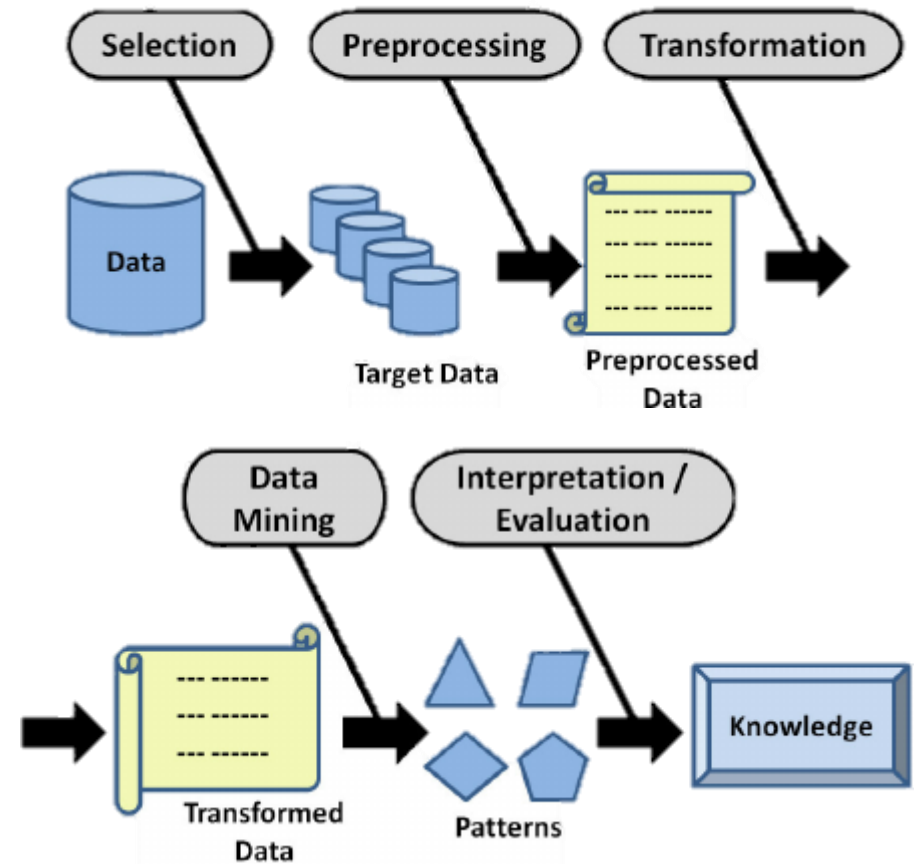 Selection
Preprocessing
Transformation
Data
--- --- ------
--- --- ------
--- --- ------
--- --- ------
Target Data
Preprocessed
Data
Data
Mining
Interpretation /
Evaluation
--- ------
--- ------
--- ------
Knowledge
Transformed
Data
Patterns